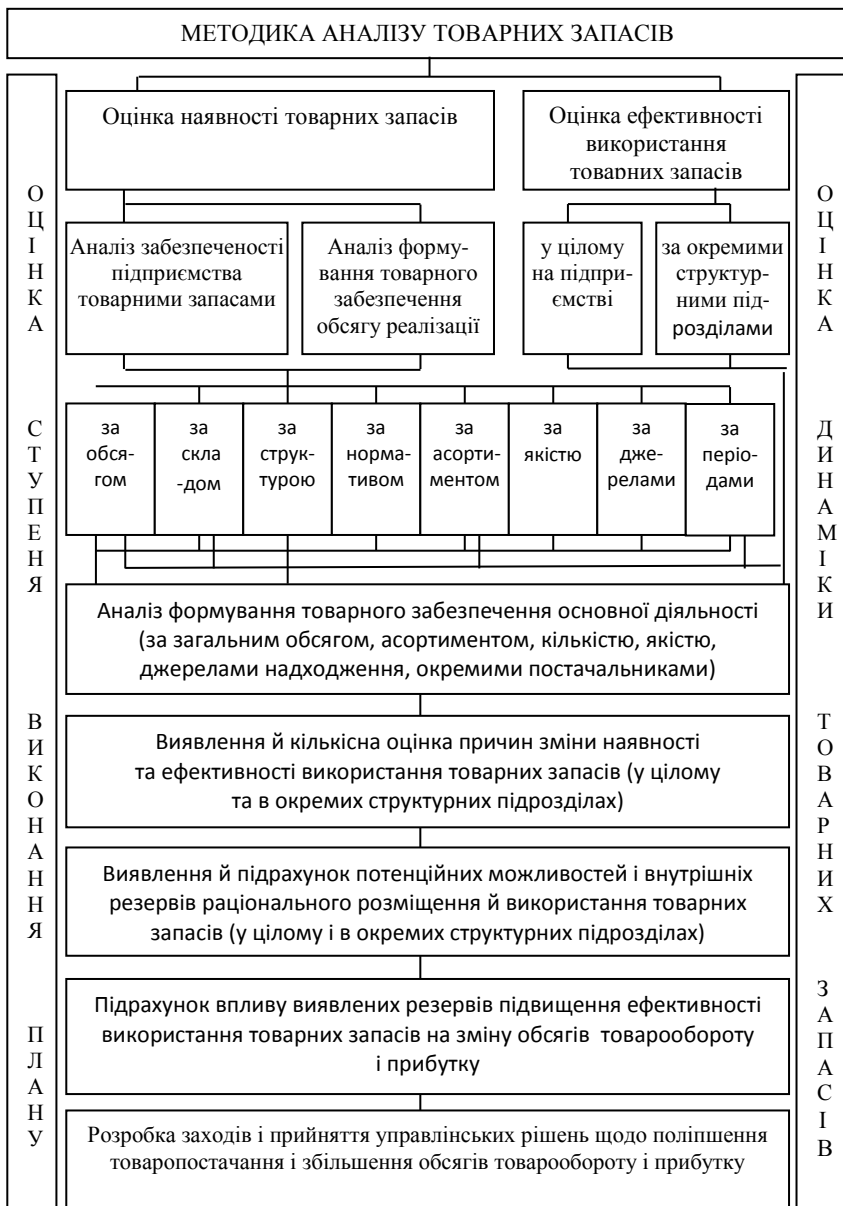 МЕТОДИКА АНАЛІЗУ ТОВАРНИХ ЗАПАСІВ
ОЦІНКА СТУПЕНЯ ВИКОНАННЯ ПЛАНУ
Оцінка наявності товарних запасів
Оцінка ефективності
використання
товарних запасів
Аналіз забезпеченості
підприємства
товарними запасами
Аналіз форму-
вання товарного
забезпечення
обсягу реалізації
у цілому
на підпри-
ємстві
за окремими
структур-
ними під-
розділами
за
обся-
гом
за
скла
-дом
за
струк-
турою
за
норма-
тивом
за
асорти-
ментом
за
якістю
за
дже-
релами
за
періо-
дами
Аналіз формування товарного забезпечення основної діяльності
(за загальним обсягом, асортиментом, кількістю, якістю,
джерелами надходження, окремими постачальниками)
Виявлення й кількісна оцінка причин зміни наявності
та ефективності використання товарних запасів (у цілому
та в окремих структурних підрозділах)
Виявлення й підрахунок потенційних можливостей і внутрішніх
резервів раціонального розміщення й використання товарних
запасів (у цілому і в окремих структурних підрозділах)
Підрахунок впливу виявлених резервів підвищення ефективності
використання товарних запасів на зміну обсягів товарообороту
і прибутку
Розробка заходів і прийняття управлінських рішень щодо поліпшення
товаропостачання і збільшення обсягів товарообороту і прибутку
ОЦІНКА ДИНАМІКИ ТОВАРНИХ ЗАПАСІВ